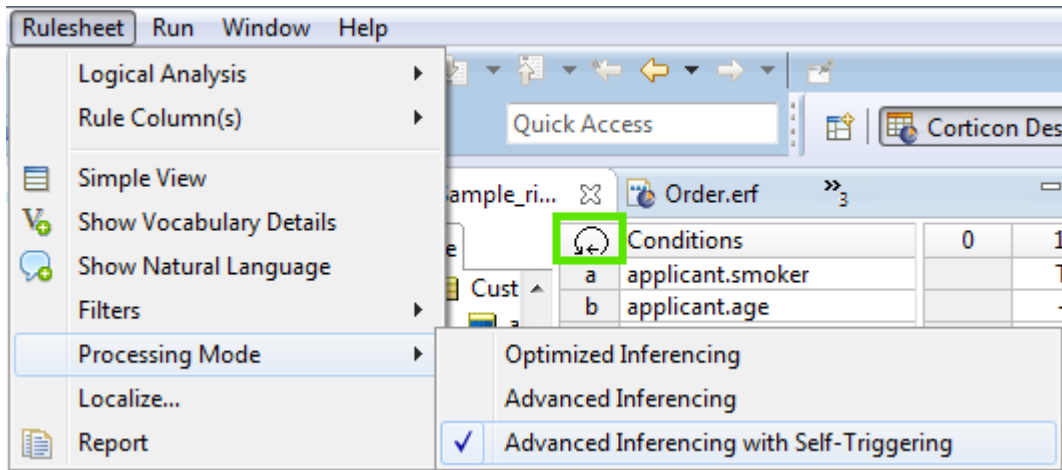 Rulesheet Run Window Help
Logical Analysis
Rule Column(s)
Quick Access
Corticon Des
Simple View
ample_ri... Order.erf »3
Show Vocabulary Details
Conditions 0 1
Show Natural Language
a applicant.smoker T
Cust
Filters
b applicant.age -
Processing Mode
Optimized Inferencing
Localize...
Advanced Inferencing
Report
Advanced Inferencing with Self-Triggering